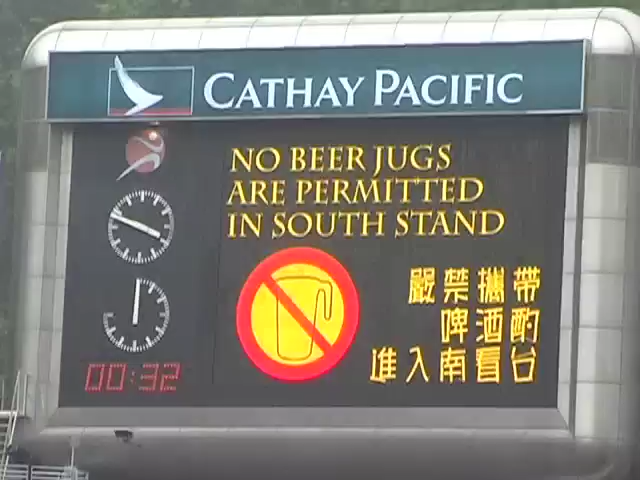 CATHAY PACIFIC
NO BEER JUGS
ARE PERMITTED
IN SOUTH STAND
嚴禁攜帶
啤酒酌
進入南看台
00:32